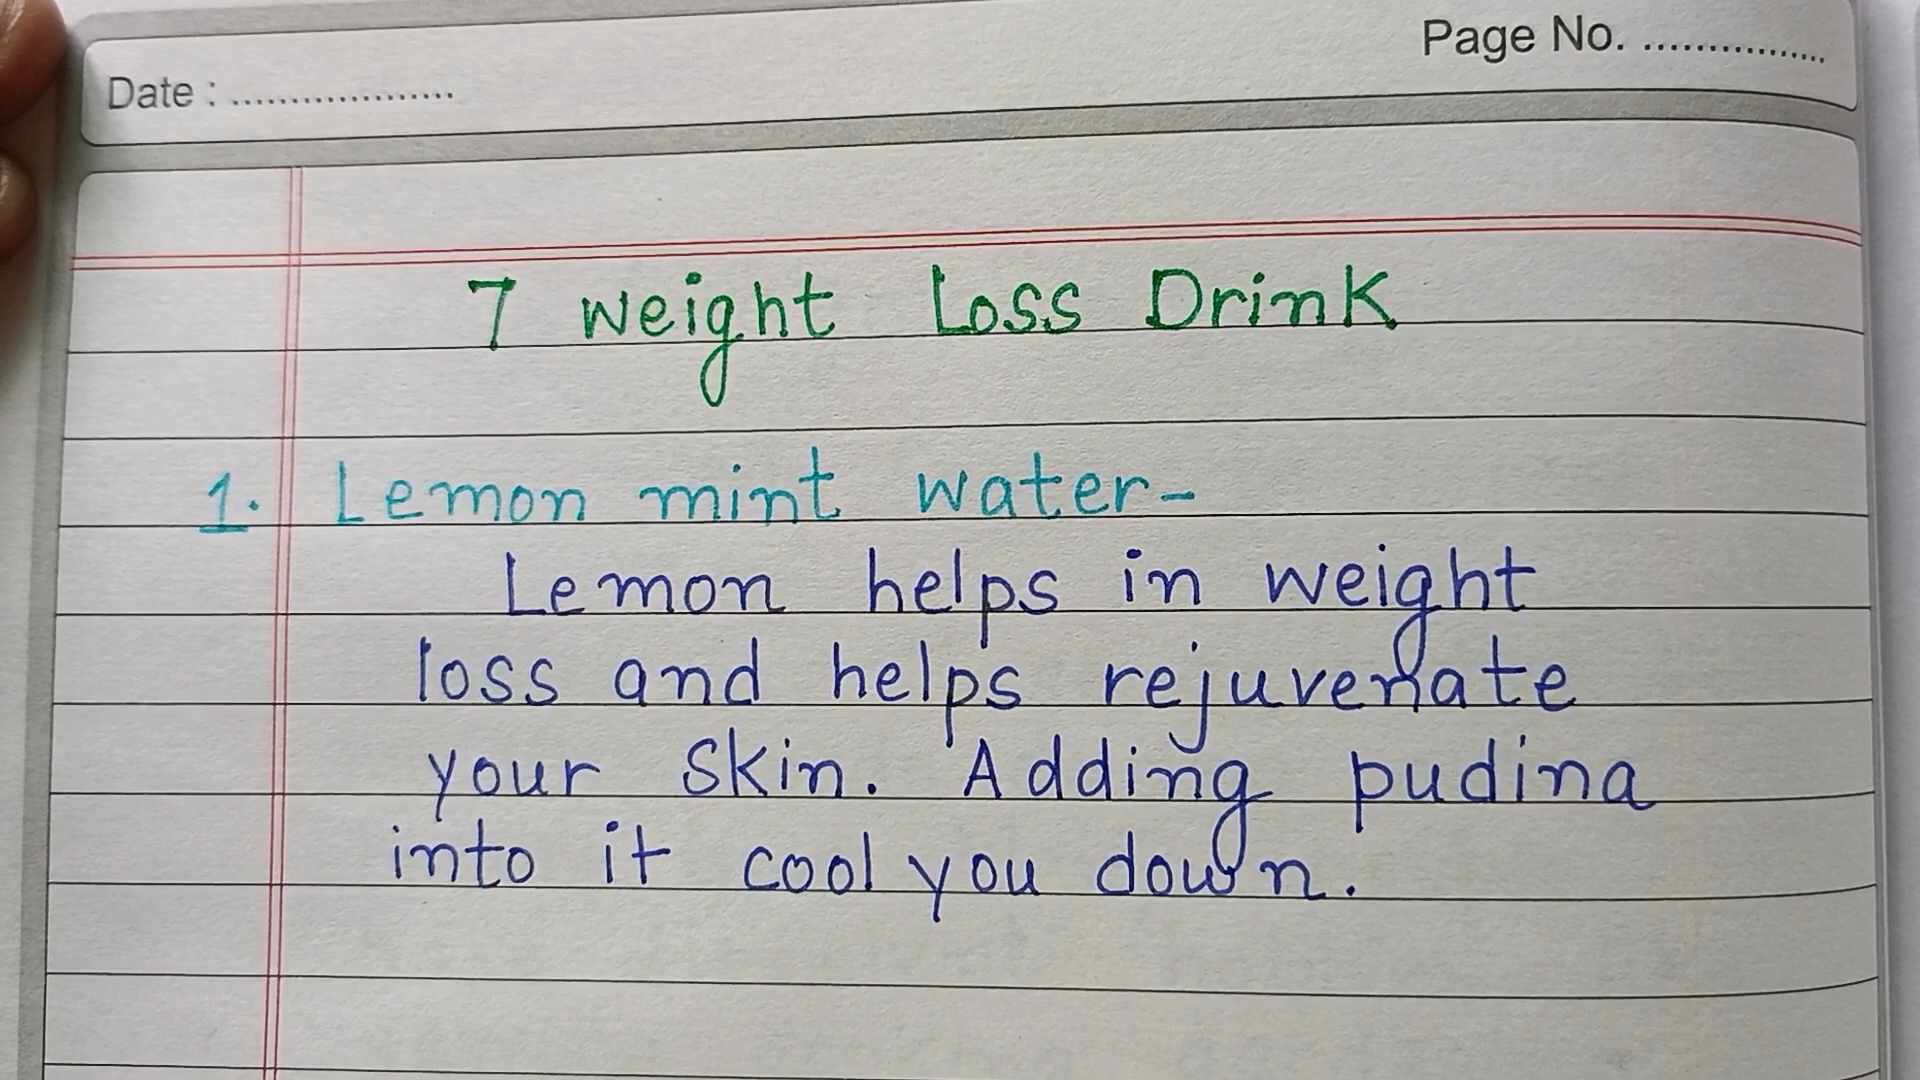 Page No. ................
Date : ...................
7 weight Loss Drink
1. Lemon mint water-
Lemon helps in weight
loss and helps rejuvenate
your skin. Adding pudina
into it cool you down.